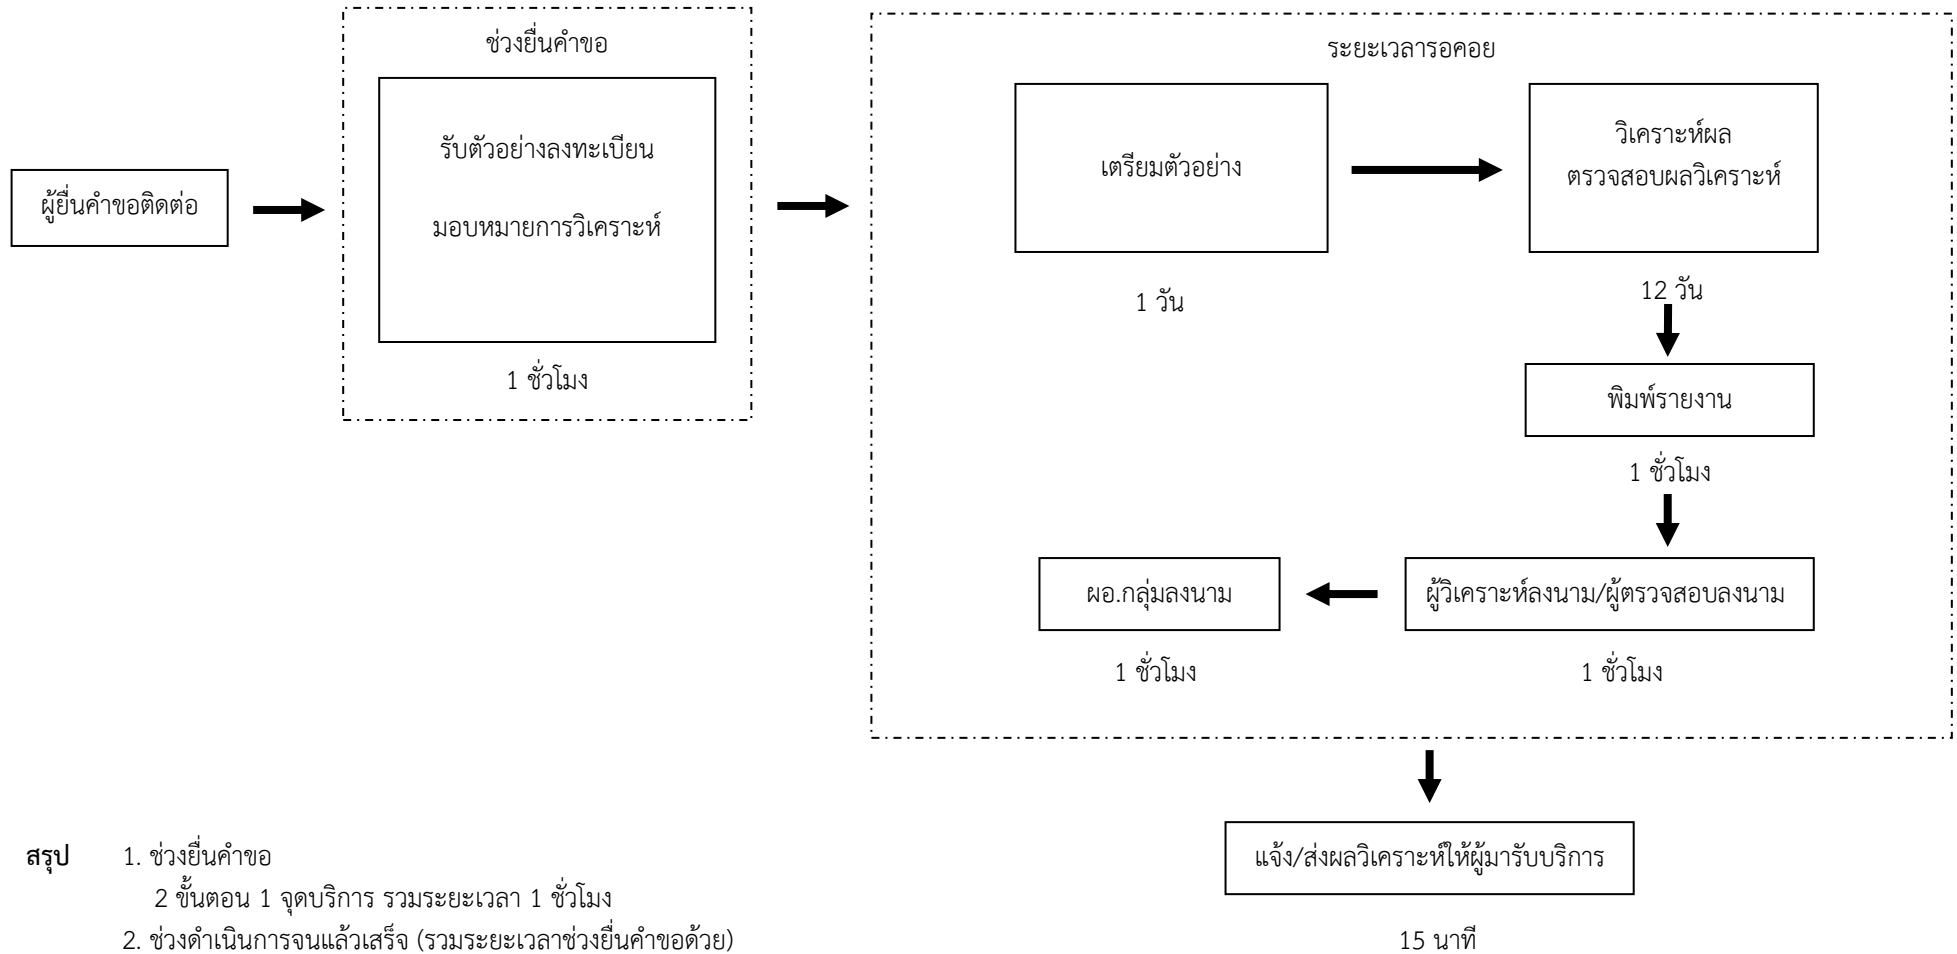 ช่วงยื่นคำขอ
ระยะเวลารอคอย
ผู้ยื่นคำขอติดต่อ
รับตัวอย่างลงทะเบียน
มอบหมายการวิเคราะห์
1 ชั่วโมง
เตรียมตัวอย่าง
1 วัน
วิเคราะห์ผล
ตรวจสอบผลวิเคราะห์
12 วัน
พิมพ์รายงาน
1 ชั่วโมง
ผู้วิเคราะห์ลงนาม/ผู้ตรวจสอบลงนาม
1 ชั่วโมง
ผอ.กลุ่มลงนาม
1 ชั่วโมง
แจ้ง/ส่งผลวิเคราะห์ให้ผู้มารับบริการ
15 นาที
สรุป 1. ช่วงยื่นคำขอ
2 ขั้นตอน 1 จุดบริการ รวมระยะเวลา 1 ชั่วโมง
2. ช่วงดำเนินการจนแล้วเสร็จ (รวมระยะเวลาช่วงยื่นคำขอด้วย)